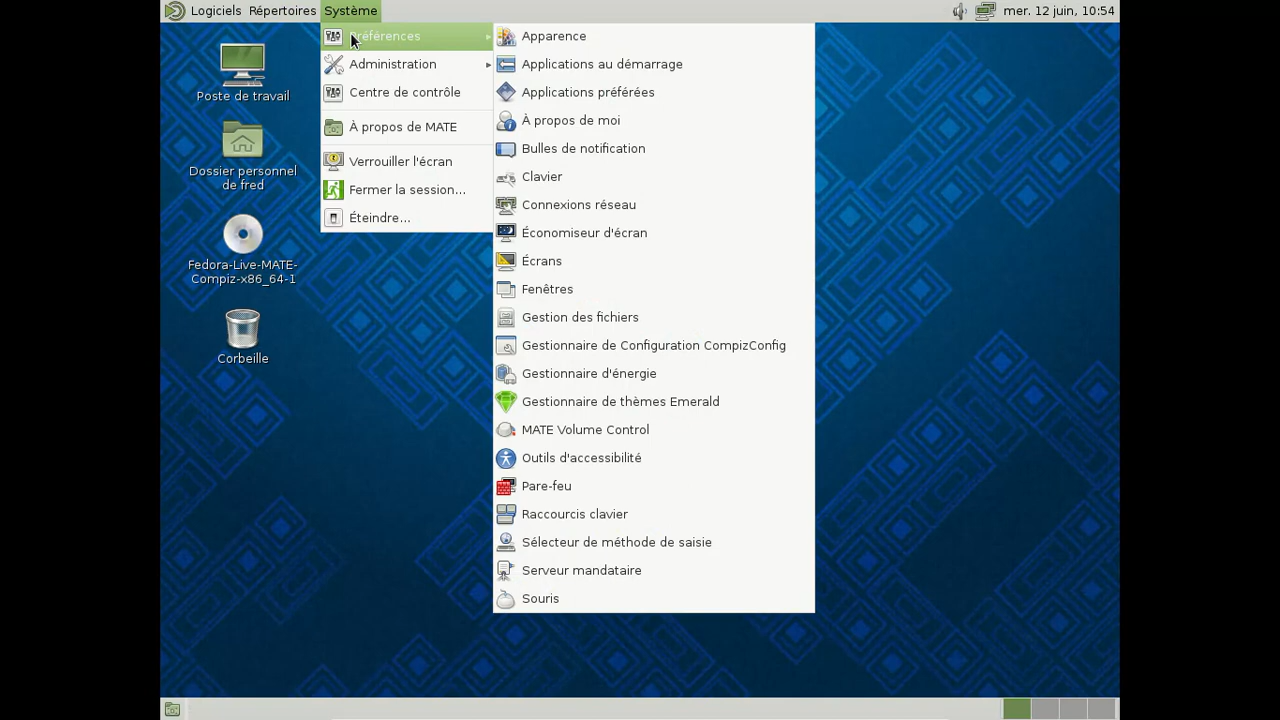 Logiciels Répertoires Système mer. 12 juin, 10:54
Poste de travail
Dossier personnel
de fred
Fedora-Live-MATE-
Compiz-x86_64-1
Corbeille
Préférences
Administration
Centre de contrôle
À propos de MATE
Verrouiller l'écran
Fermer la session...
Éteindre...
Apparence
Applications au démarrage
Applications préférées
À propos de moi
Bulles de notification
Clavier
Connexions réseau
Économiseur d'écran
Écrans
Fenêtres
Gestion des fichiers
Gestionnaire de Configuration CompizConfig
Gestionnaire d'énergie
Gestionnaire de thèmes Emerald
MATE Volume Control
Outils d'accessibilité
Pare-feu
Raccourcis clavier
Sélecteur de méthode de saisie
Serveur mandataire
Souris